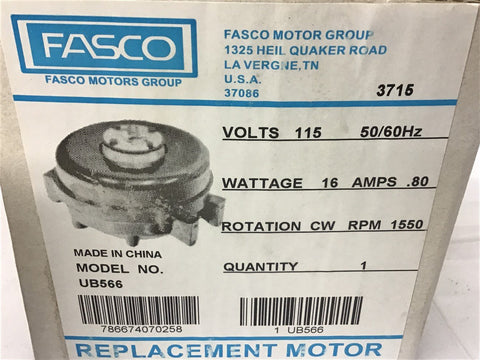 FASCO
FASCO MOTORS GROUP
FASCO MOTOR GROUP
1325 HEIL QUAKER ROAD
LA VERGNE,TN
U.S.A.
37086
3715
VOLTS 115 50/60Hz
WATTAGE 16 AMPS .80
ROTATION CW RPM 1550
QUANTITY 1
MADE IN CHINA
MODEL NO.
UB566
786674070258
1 UB566
REPLACEMENT MOTOR